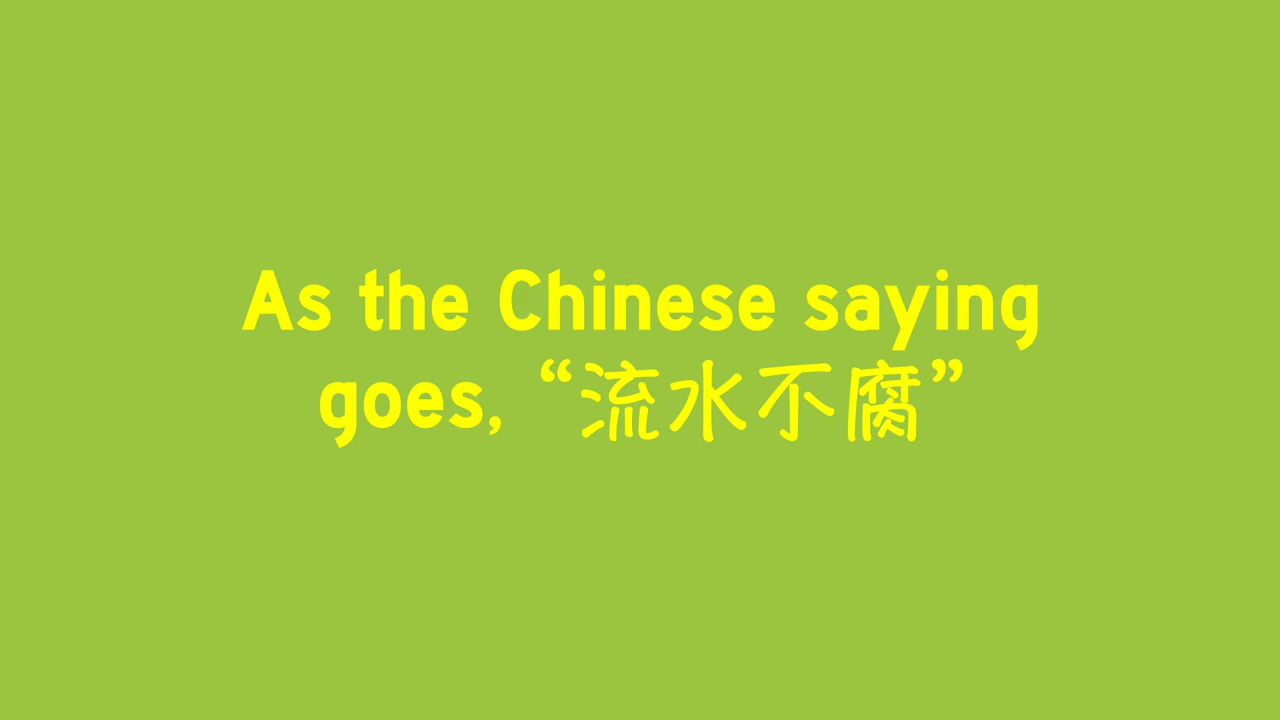 As the Chinese saying
goes, “流水不腐”